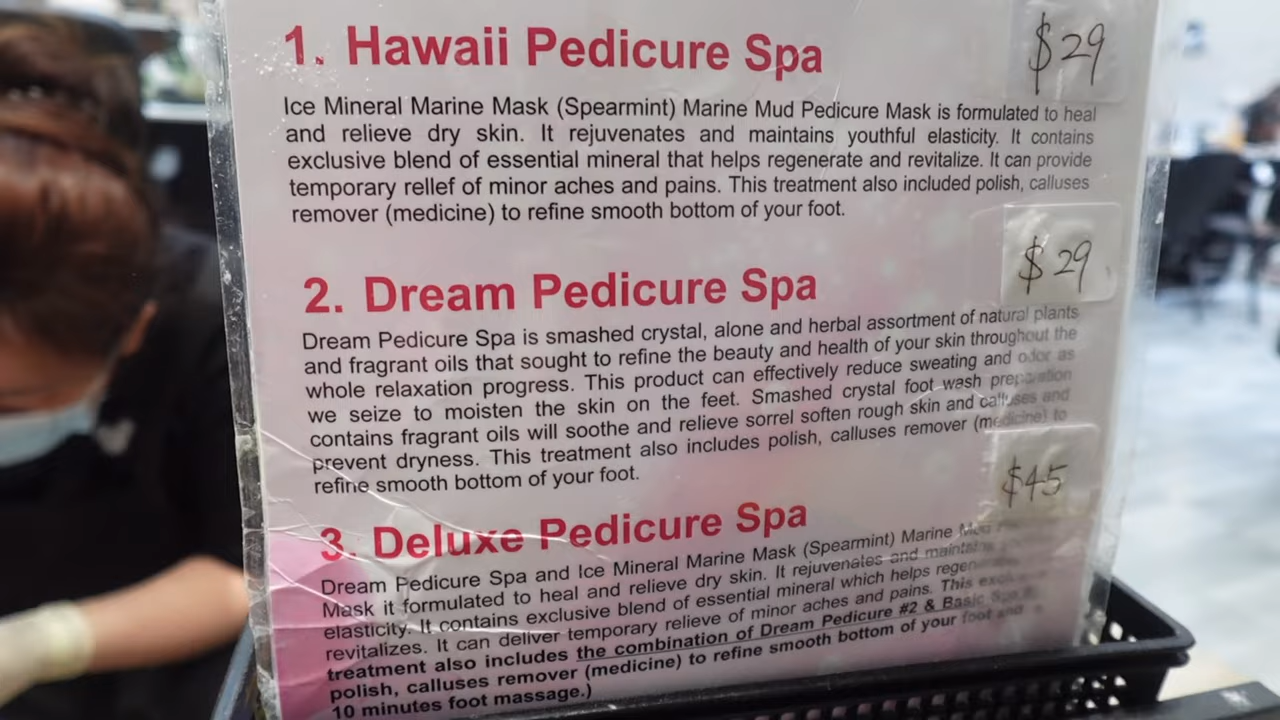 1. Hawaii Pedicure Spa
$29
Ice Mineral Marine Mask (Spearmint) Marine Mud Pedicure Mask is formulated to heal
and relieve dry skin. It rejuvenates and maintains youthful elasticity. It contains
exclusive blend of essential mineral that helps regenerate and revitalize. It can provide
temporary rellef of minor aches and pains. This treatment also included polish, calluses
remover (medicine) to refine smooth bottom of your foot.
2. Dream Pedicure Spa
$29
Dream Pedicure Spa is smashed crystal, alone and herbal assortment of natural plants
and fragrant oils that sought to refine the beauty and health of your skin throughout the
whole relaxation progress. This product can effectively reduce sweating and odor as
we seize to moisten the skin on the feet. Smashed crystal foot wash preparation
contains fragrant oils will soothe and relieve sorrel soften rough skin and calluses and
prevent dryness. This treatment also includes polish, calluses remover (medicine) to
refine smooth bottom of your foot.
3. Deluxe Pedicure Spa
$45
Dream Pedicure Spa and Ice Mineral Marine Mask (Spearmint) Marine Mud
Mask it formulated to heal and relieve dry skin. It rejuvenates and
elasticity. It contains exclusive blend of essential mineral which helps
revitalizes. It can deliver temporary relieve of minor aches and pains. This
treatment also includes the combination of Dream Pedicure #2 & Basic
polish, calluses remover (medicine) to refine smooth bottom of your foot and
10 minutes foot massage.)